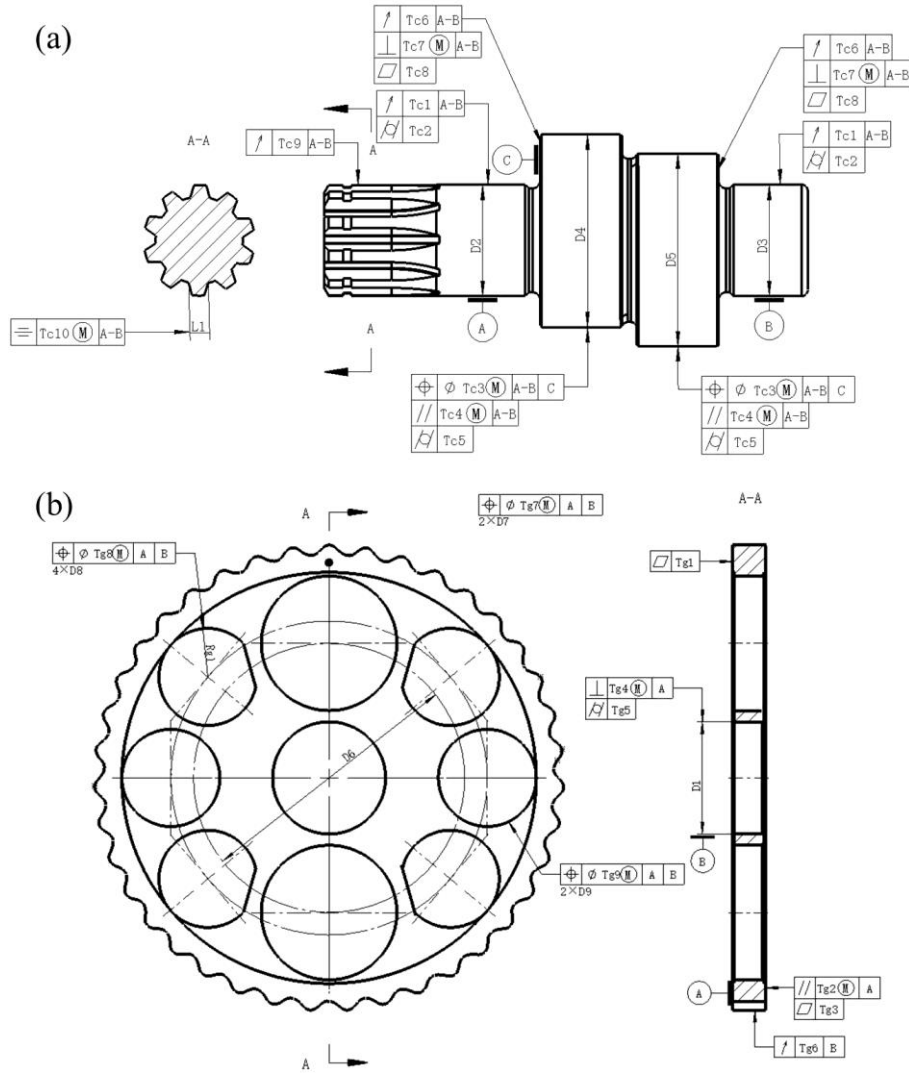 (a)
↗ Tc6 A-B
⊥ Tc7 Ⓜ A-B
⏥ Tc8
↗ Tc6 A-B
⊥ Tc7 Ⓜ A-B
⏥ Tc8
↗ Tc1 A-B
⌭ Tc2
↗ Tc1 A-B
⌭ Tc2
A-A
↗ Tc9 A-B
A
C
D2
D4
D5
D3
L1
⌯ Tc10 Ⓜ A-B
A
A
B
⌖ ϕ Tc3 Ⓜ A-B C
// Tc4 Ⓜ A-B
⌭ Tc5
⌖ ϕ Tc3 Ⓜ A-B C
// Tc4 Ⓜ A-B
⌭ Tc5
(b)
A
⌖ ϕ Tg7 Ⓜ A B
2×D7
A-A
⌖ ϕ Tg8 Ⓜ A B
4×D8
⏥ Tg1
Rg1
⊥ Tg4 Ⓜ A
⌭ Tg5
D6
D1
B
⌖ ϕ Tg9 Ⓜ A B
2×D9
A
// Tg2 Ⓜ A
⏥ Tg3
↗ Tg6 B
A